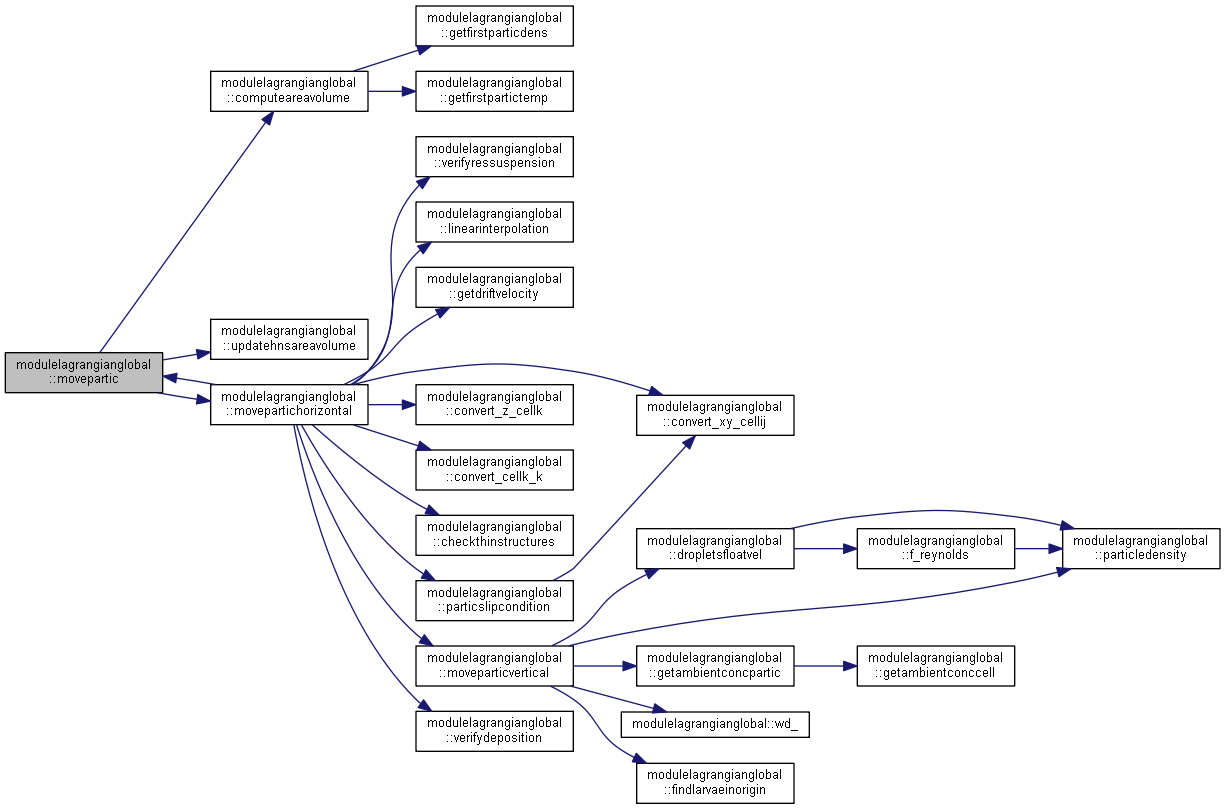 modulelagrangianglobal
::getfirstparticdens
modulelagrangianglobal
::computeareavolume
modulelagrangianglobal
::getfirstpartictemp
modulelagrangianglobal
::verifyressuspension
modulelagrangianglobal
::linearinterpolation
modulelagrangianglobal
::getdriftvelocity
modulelagrangianglobal
::updatehnsareavolume
modulelagrangianglobal
::movepartic
modulelagrangianglobal
::movepartichorizontal
modulelagrangianglobal
::convert_z_cellk
modulelagrangianglobal
::convert_xy_cellij
modulelagrangianglobal
::convert_cellk_k
modulelagrangianglobal
::checkthinstructures
modulelagrangianglobal
::dropletsfloatvel
modulelagrangianglobal
::f_reynolds
modulelagrangianglobal
::particledensity
modulelagrangianglobal
::particslipcondition
modulelagrangianglobal
::moveparticvertical
modulelagrangianglobal
::getambientconcpartic
modulelagrangianglobal
::getambientconccell
modulelagrangianglobal::wd_
modulelagrangianglobal
::verifydeposition
modulelagrangianglobal
::findlarvaeinorigin